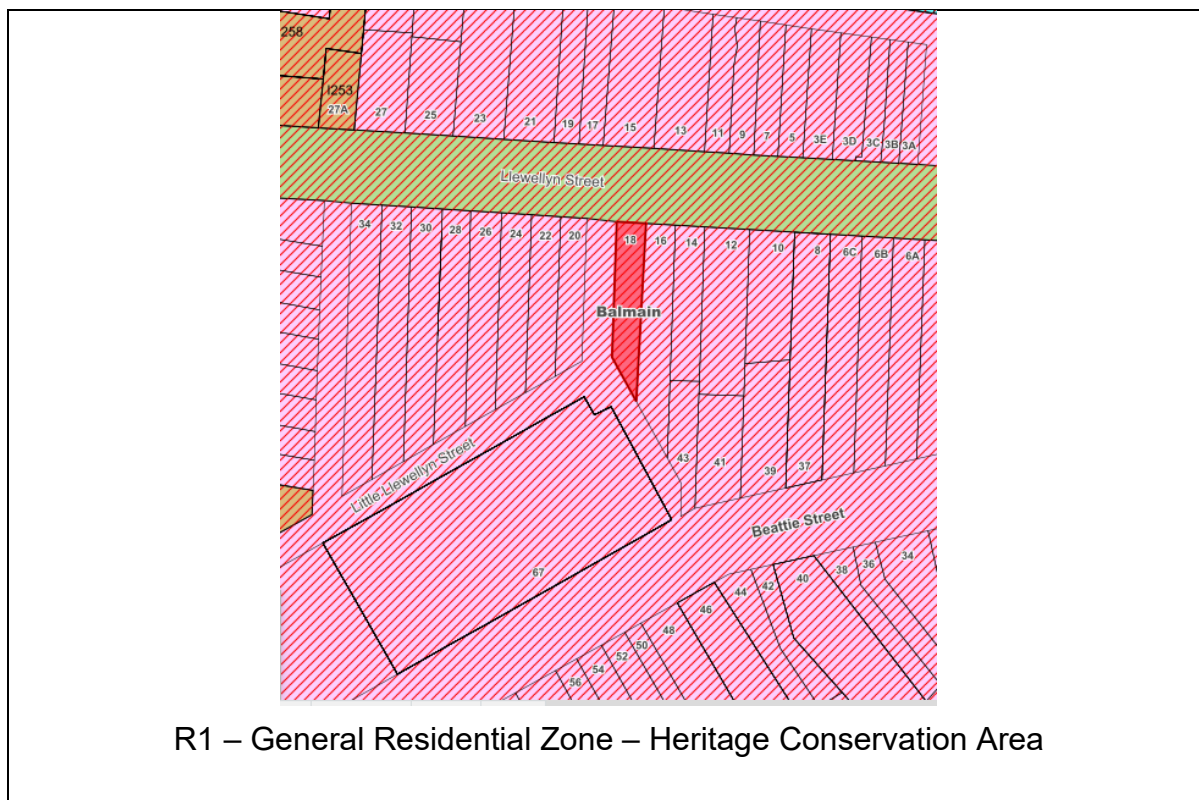 258
I253
27A
27 25 23 21 19 17 15 13 11 9 7 5 3E 3D 3C 3B 3A
Llewellyn Street
34 32 30 28 26 24 22 20 18 16 14 12 10 8 6C 6B 6A
Balmain
Little Llewellyn Street
43 41 39 37
Beattie Street
67
56 54 52 50 48 46 44 42 40 38 36 34
R1 – General Residential Zone – Heritage Conservation Area